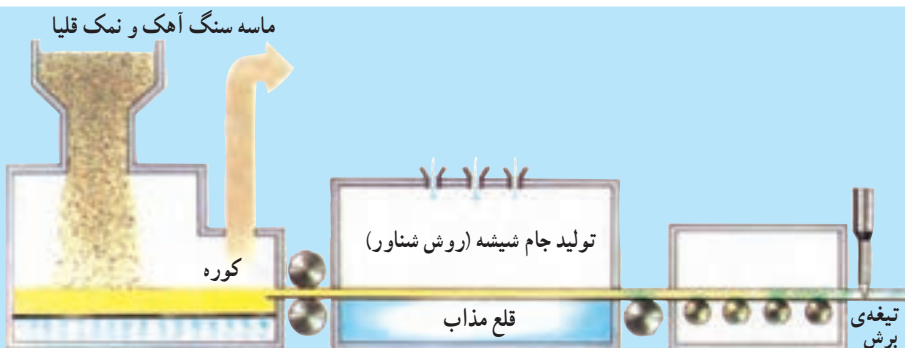 ماسه سنگ آهک و نمک قلیا
تولید جام شیشه (روش شناور)
کوره
قلع مذاب
تیغه‌ی
برش